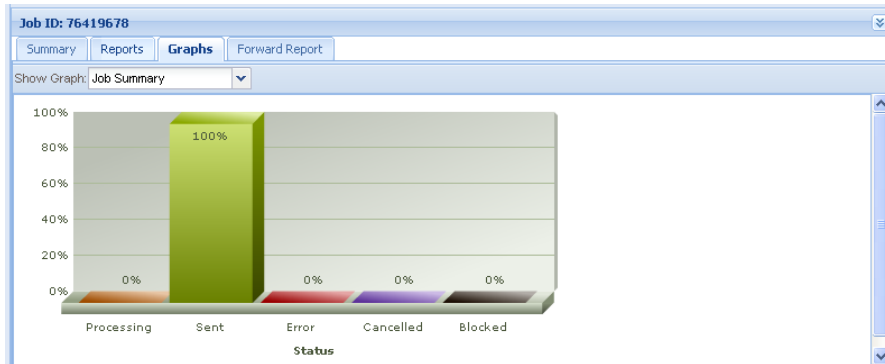 Job ID: 76419678
Summary Reports Graphs Forward Report
Show Graph: Job Summary
100%
80%
60%
40%
20%
0%
0% 100% 0% 0% 0%
Processing Sent Error Cancelled Blocked
Status